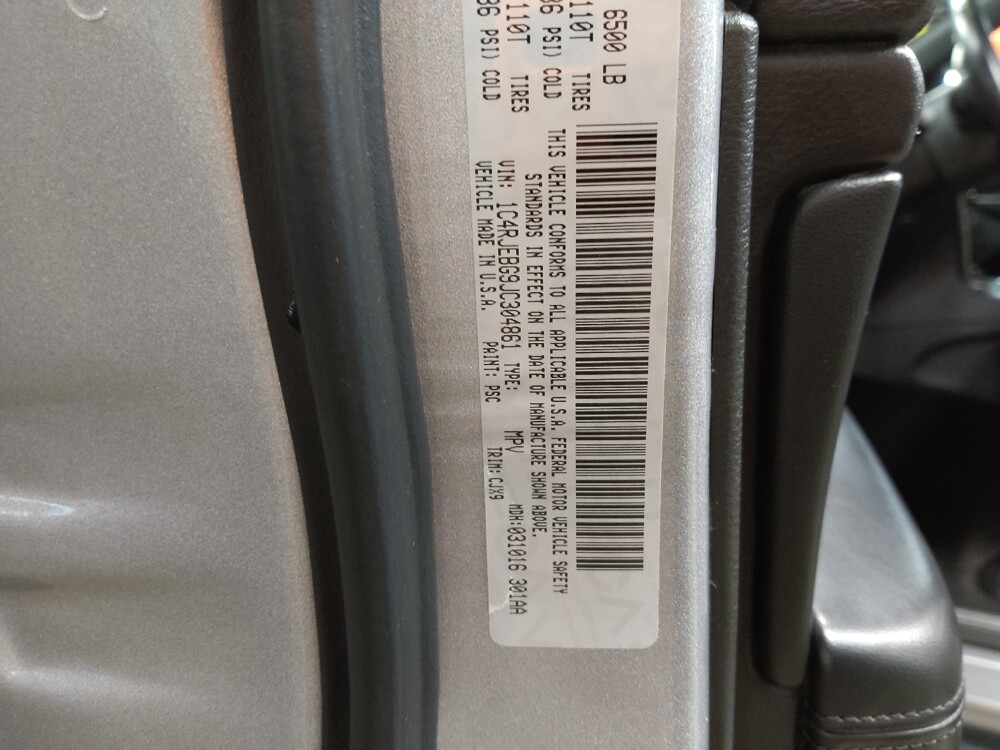 6500 LB
110T TIRES
36 PSI) COLD
110T TIRES
36 PSI) COLD
THIS VEHICLE CONFORMS TO ALL APPLICABLE U.S.A. FEDERAL MOTOR VEHICLE SAFETY
STANDARDS IN EFFECT ON THE DATE OF MANUFACTURE SHOWN ABOVE.
VIN: 1C4RJEBG9JC304861 TYPE: MPV MDH:031016 301AA
VEHICLE MADE IN U.S.A. PAINT: PSC TRIM: CJX9